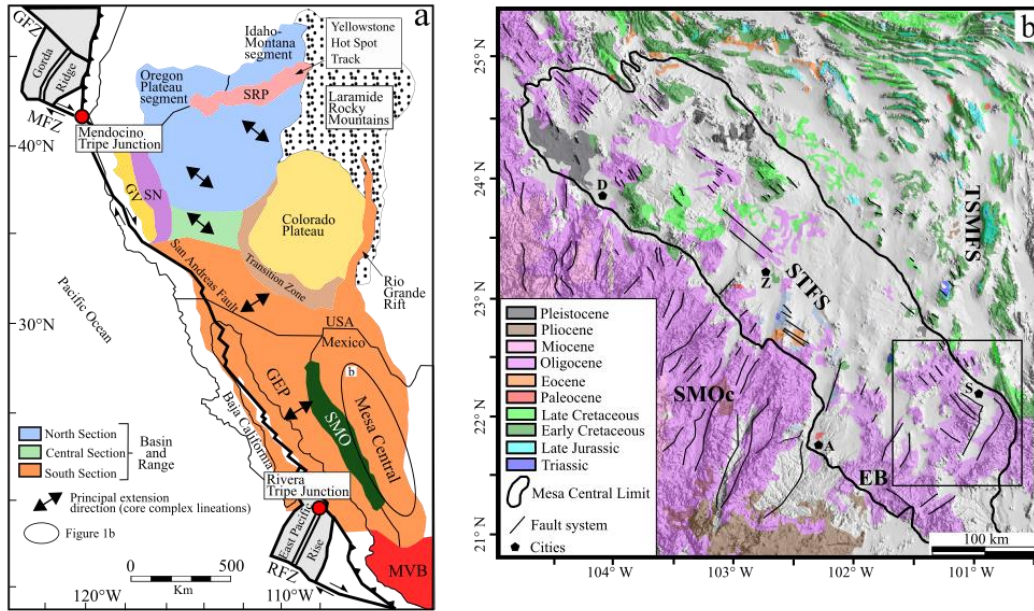 a
GFZ
Gorda
Ridge
MFZ
Mendocino
Tripe Junction
40°N
30°N
Idaho-
Montana
segment
Yellowstone
Hot Spot
Track
Oregon
Plateau
segment
SRP
Laramide
Rocky
Mountains
GV
SN
Colorado
Plateau
Transition Zone
San Andreas Fault
Rio
Grande
Rift
Pacific Ocean
USA
Mexico
GEP
Baja California
SMO
b
Mesa Central
Rivera
Tripe Junction
East Pacific
Rise
RFZ
MVB
North Section
Central Section
South Section
Basin
and
Range
Principal extension
direction (core complex lineations)
Figure 1b
0
500
Km
120°W
110°W
b
25° N
24° N
23° N
22° N
21° N
D
Z
STFS
TSMFS
SMOc
S
A
EB
Pleistocene
Pliocene
Miocene
Oligocene
Eocene
Paleocene
Late Cretaceous
Early Cretaceous
Late Jurassic
Triassic
Mesa Central Limit
Fault system
Cities
100 km
104° W
103° W
102° W
101° W